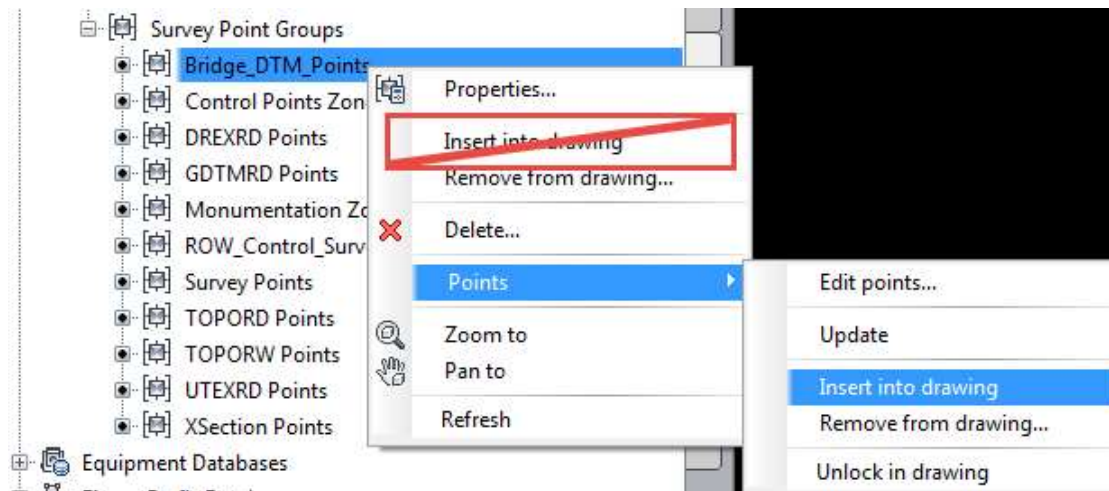 Survey Point Groups
Bridge_DTM_Points
Control Points Zon
DREXRD Points
GDTMRD Points
Monumentation Zo
ROW_Control_Surv
Survey Points
TOPORD Points
TOPORW Points
UTEXRD Points
XSection Points
Equipment Databases
Properties...
Insert into drawing
Remove from drawing...
Delete...
Points
Zoom to
Pan to
Refresh
Edit points...
Update
Insert into drawing
Remove from drawing...
Unlock in drawing